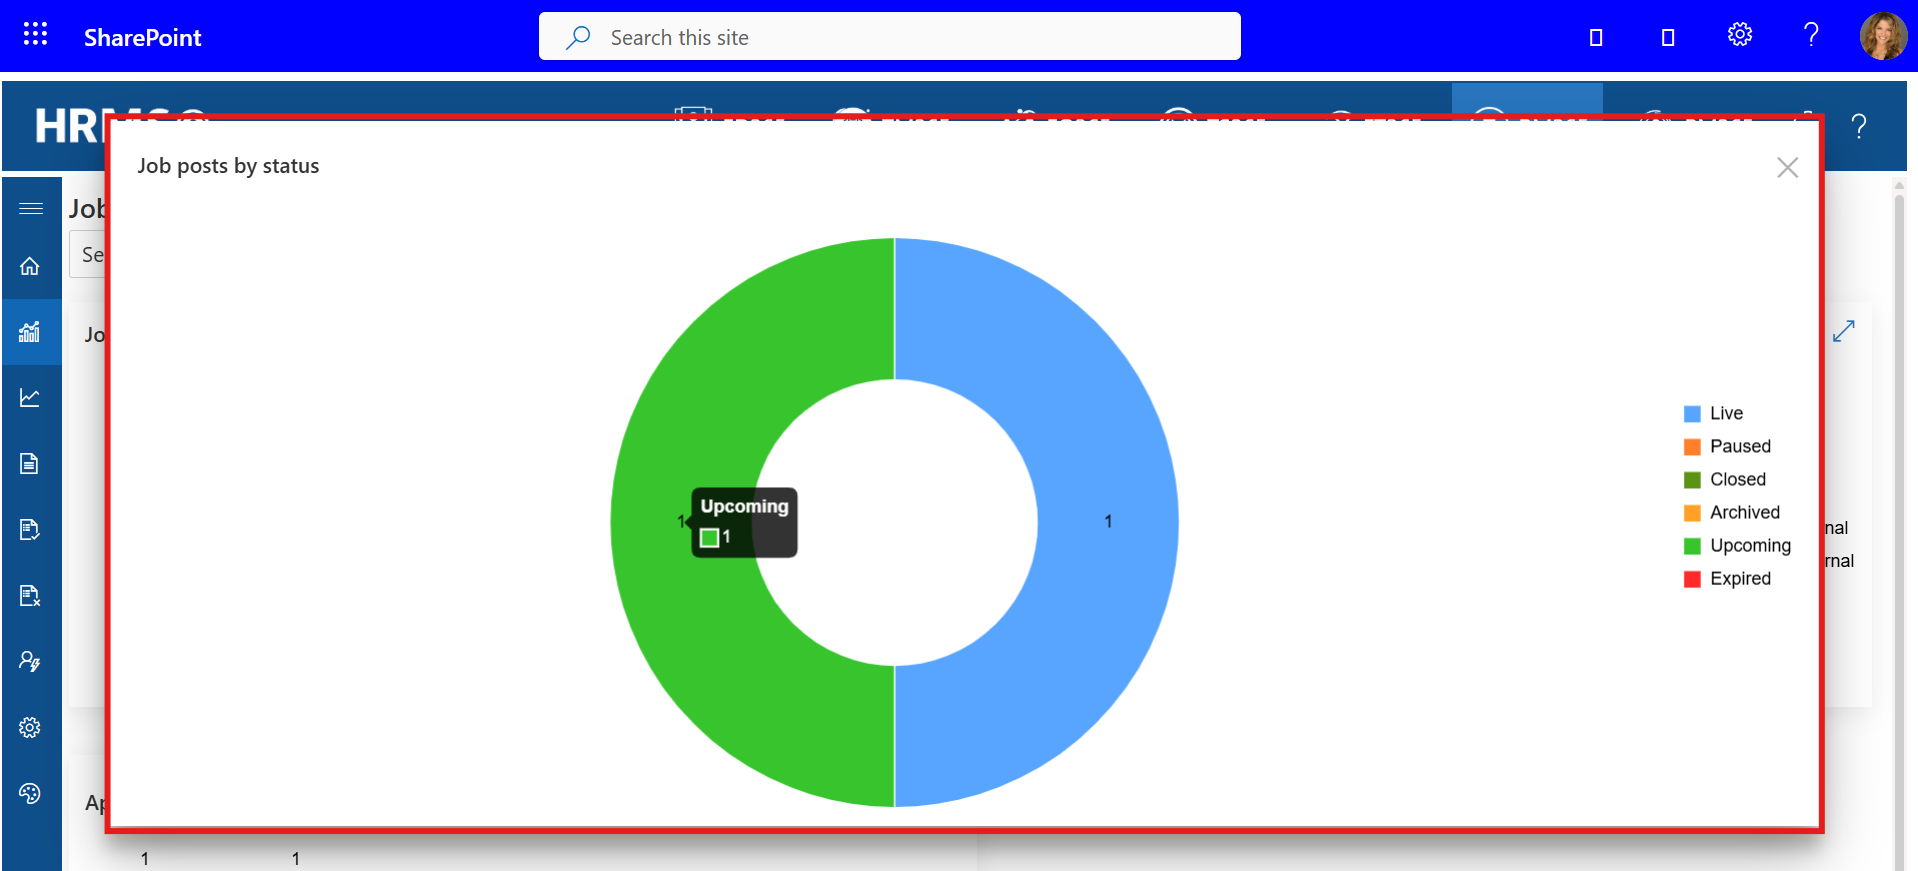 SharePoint
Search this site
Job posts by status
Job
Se
Jo
Live
Paused
Closed
Archived
Upcoming
Expired
1
Upcoming
1
1
nal
rnal
Ap
1 1